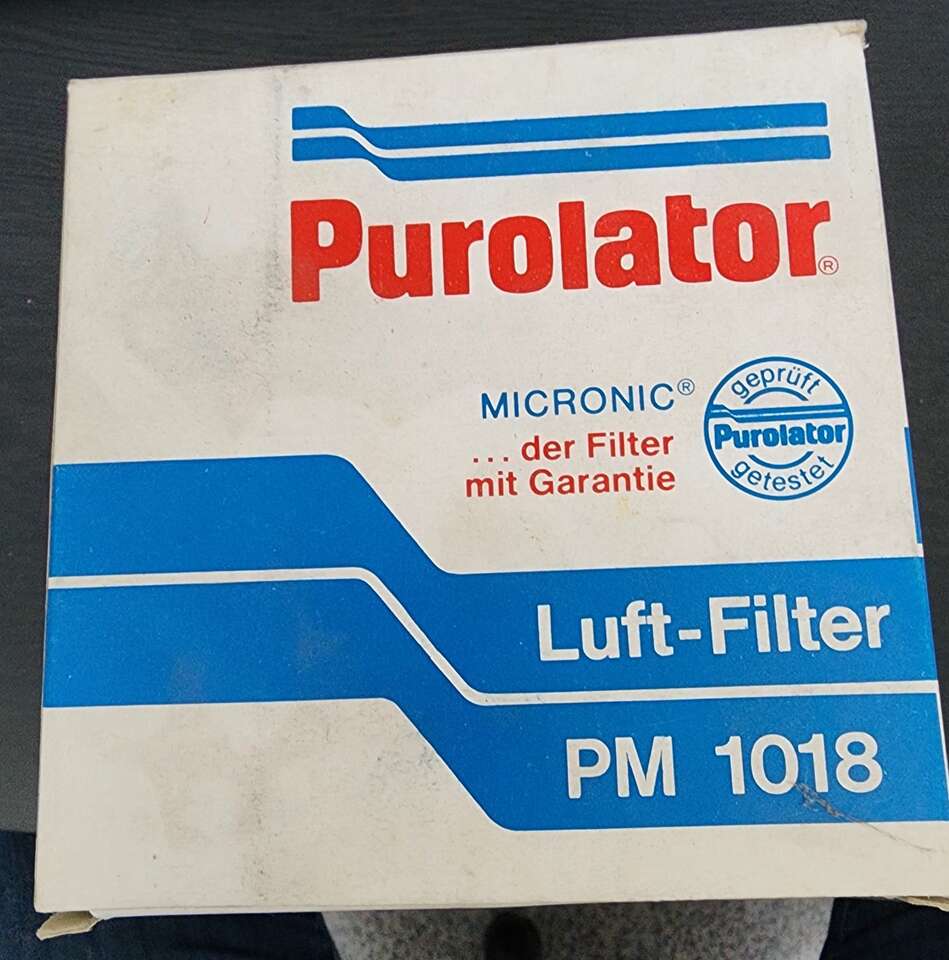 Purolator®
MICRONIC®
... der Filter
mit Garantie
geprüft
Purolator
getestet
Luft-Filter
PM 1018